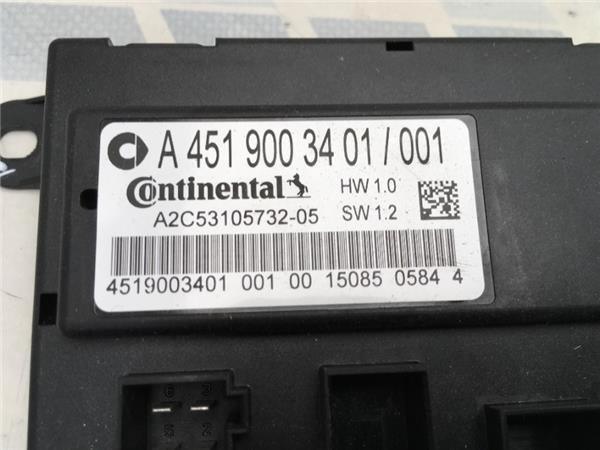 A 451 900 34 01 / 001
Continental HW 1.0
A2C53105732-05 SW 1.2
4519003401 001 00 15085 0584 4